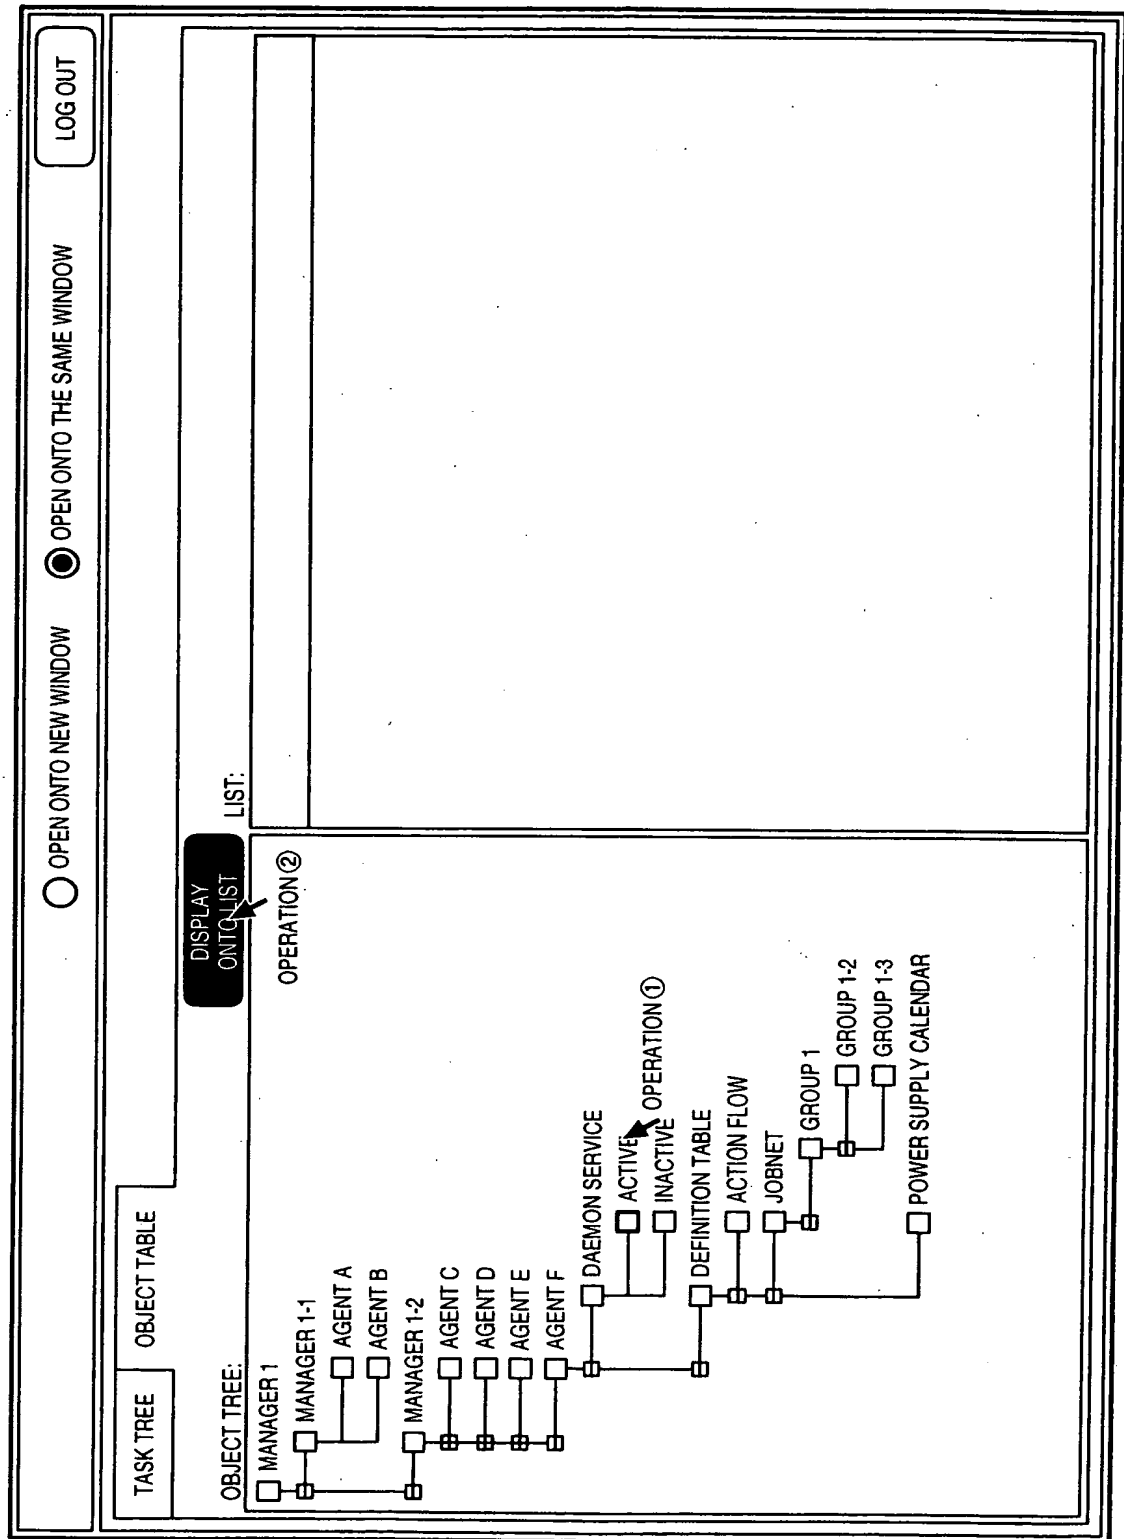 OPEN ONTO NEW WINDOW
OPEN ONTO THE SAME WINDOW
LOG OUT
TASK TREE
OBJECT TABLE
DISPLAY
ONTO LIST
OBJECT TREE:
LIST:
MANAGER 1
OPERATION②
MANAGER 1-1
AGENT A
AGENT B
MANAGER 1-2
AGENT C
AGENT D
AGENT E
AGENT F
DAEMON SERVICE
ACTIVE
OPERATION①
INACTIVE
DEFINITION TABLE
ACTION FLOW
JOBNET
GROUP 1
GROUP 1-2
GROUP 1-3
POWER SUPPLY CALENDAR